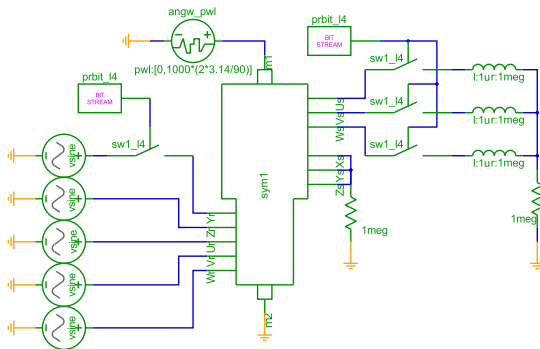 angw_pwl
pwl:[0,1000*(2*3.14/90)]
prbit_l4
BIT
STREAM
prbit_l4
BIT
STREAM
sw1_l4
sw1_l4
sw1_l4
sw1_l4
l:1ur:1meg
l:1ur:1meg
l:1ur:1meg
m1
sym1
m2
Us
Vs
Ws
Xs
Ys
Zs
Yr
Zr
Ur
Vr
Wr
1meg
1meg
vsine
vsine
vsine
vsine
vsine